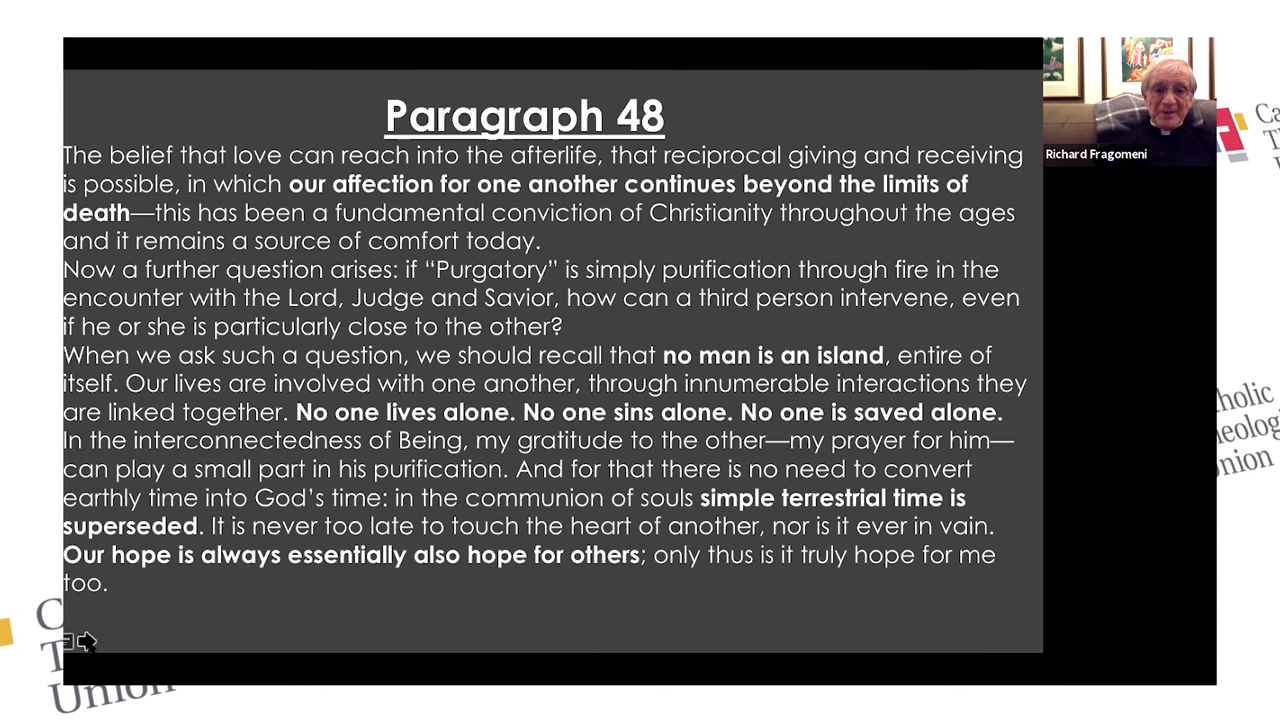 Paragraph 48
The belief that love can reach into the afterlife, that reciprocal giving and receiving
is possible, in which our affection for one another continues beyond the limits of
death—this has been a fundamental conviction of Christianity throughout the ages
and it remains a source of comfort today.
Now a further question arises: if “Purgatory” is simply purification through fire in the
encounter with the Lord, Judge and Savior, how can a third person intervene, even
if he or she is particularly close to the other?
When we ask such a question, we should recall that no man is an island, entire of
itself. Our lives are involved with one another, through innumerable interactions they
are linked together. No one lives alone. No one sins alone. No one is saved alone.
In the interconnectedness of Being, my gratitude to the other—my prayer for him—
can play a small part in his purification. And for that there is no need to convert
earthly time into God’s time: in the communion of souls simple terrestrial time is
superseded. It is never too late to touch the heart of another, nor is it ever in vain.
Our hope is always essentially also hope for others; only thus is it truly hope for me
too.
Richard Fragomeni
Ca
T
tholic
eolog
Union
C
T
Union